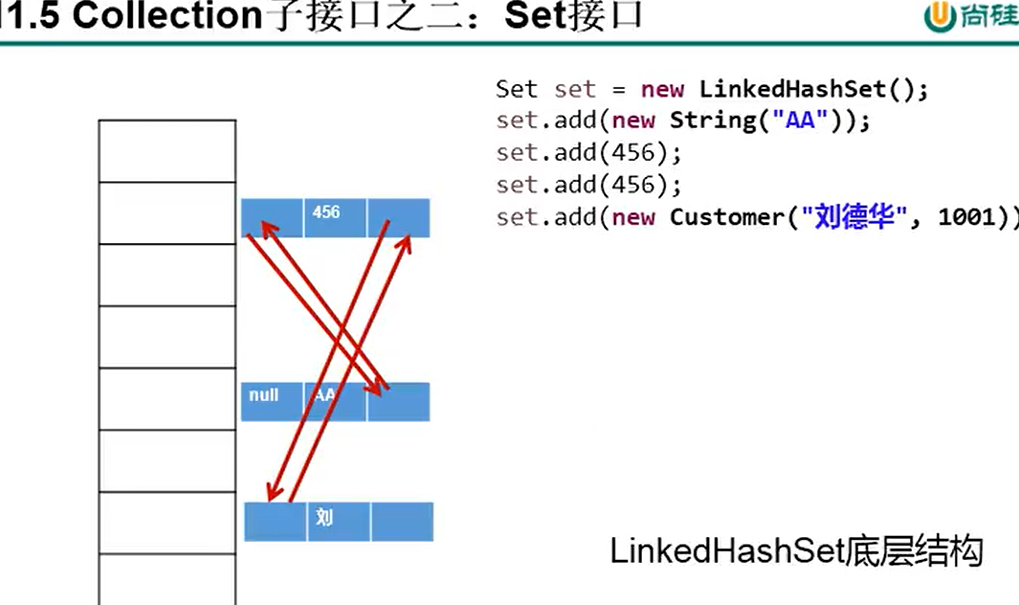 11.5 Collection子接口之二：Set接口
尚硅
Set set = new LinkedHashSet();
set.add(new String("AA"));
set.add(456);
set.add(456);
set.add(new Customer("刘德华", 1001))
456
null AA
刘
LinkedHashSet底层结构